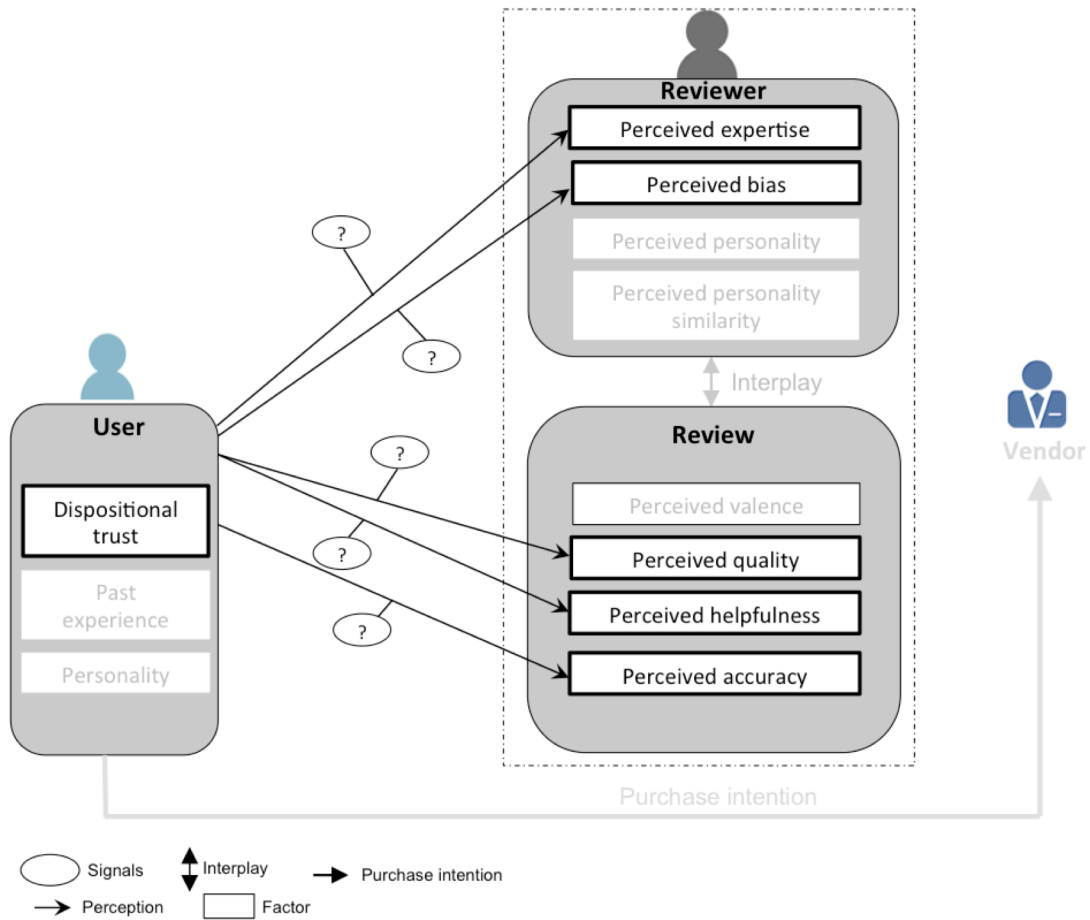 Reviewer
Perceived expertise
Perceived bias
Perceived personality
Perceived personality
similarity
?
?
Interplay
User
Dispositional
trust
Past
experience
Personality
?
?
?
Review
Perceived valence
Perceived quality
Perceived helpfulness
Perceived accuracy
Vendor
Purchase intention
Signals
Interplay
Purchase intention
Perception
Factor